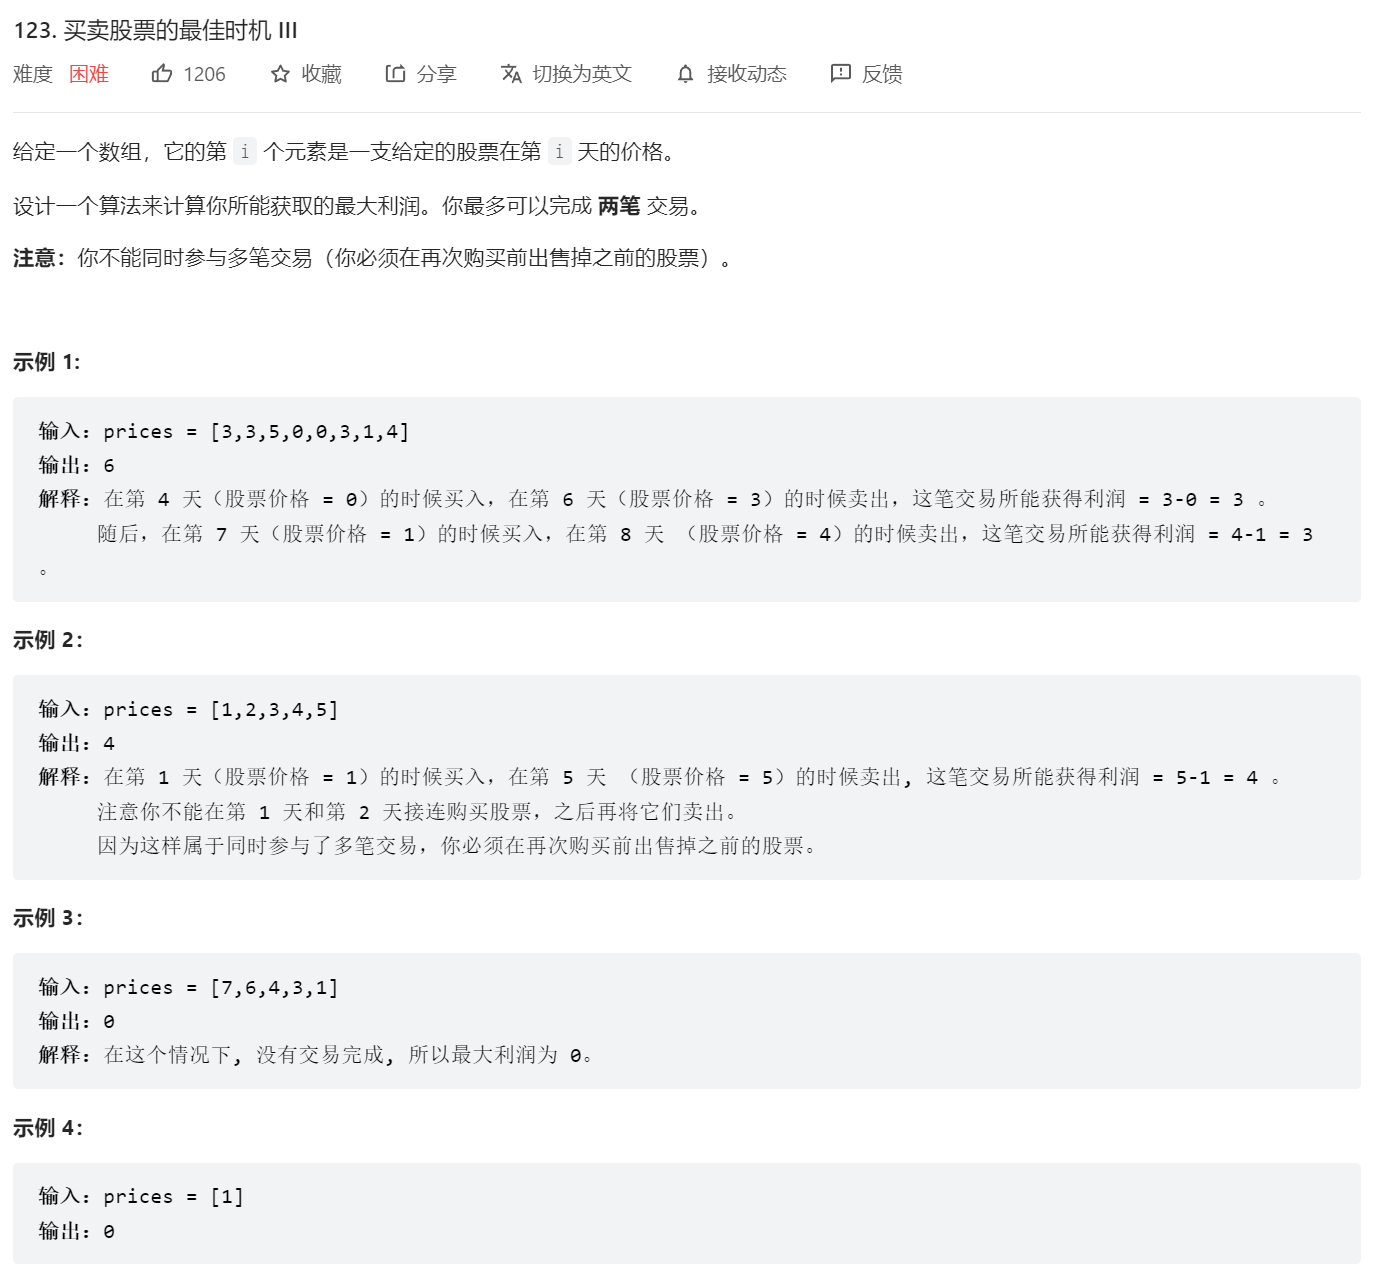 123. 买卖股票的最佳时机 III
难度 困难 1206 收藏 分享 切换为英文 接收动态 反馈
给定一个数组，它的第 i 个元素是一支给定的股票在第 i 天的价格。
设计一个算法来计算你所能获取的最大利润。你最多可以完成 两笔 交易。
注意：你不能同时参与多笔交易（你必须在再次购买前出售掉之前的股票）。
示例 1:
输入：prices = [3,3,5,0,0,3,1,4]
输出：6
解释：在第 4 天（股票价格 = 0）的时候买入，在第 6 天（股票价格 = 3）的时候卖出，这笔交易所能获得利润 = 3-0 = 3 。
随后，在第 7 天（股票价格 = 1）的时候买入，在第 8 天 （股票价格 = 4）的时候卖出，这笔交易所能获得利润 = 4-1 = 3
。
示例 2：
输入：prices = [1,2,3,4,5]
输出：4
解释：在第 1 天（股票价格 = 1）的时候买入，在第 5 天 （股票价格 = 5）的时候卖出, 这笔交易所能获得利润 = 5-1 = 4 。
注意你不能在第 1 天和第 2 天接连购买股票，之后再将它们卖出。
因为这样属于同时参与了多笔交易，你必须在再次购买前出售掉之前的股票。
示例 3：
输入：prices = [7,6,4,3,1]
输出：0
解释：在这个情况下, 没有交易完成, 所以最大利润为 0。
示例 4：
输入：prices = [1]
输出：0